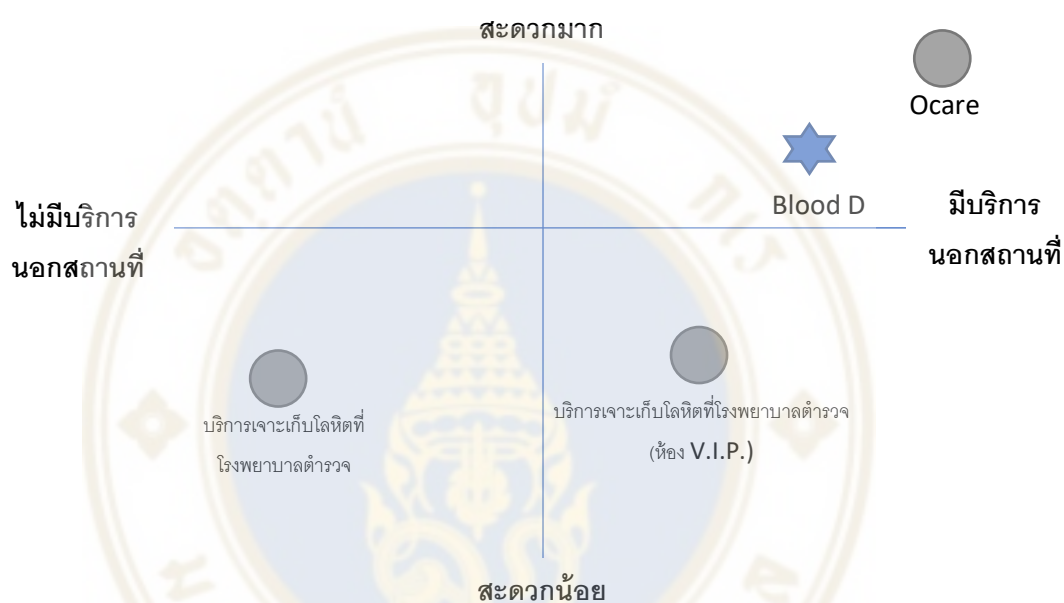 สะดวกมาก
Ocare
Blood D
ไม่มีบริการ
นอกสถานที่
มีบริการ
นอกสถานที่
บริการเจาะเก็บโลหิตที่
โรงพยาบาลตำรวจ
บริการเจาะเก็บโลหิตที่โรงพยาบาลตำรวจ
(ห้อง V.I.P.)
สะดวกน้อย